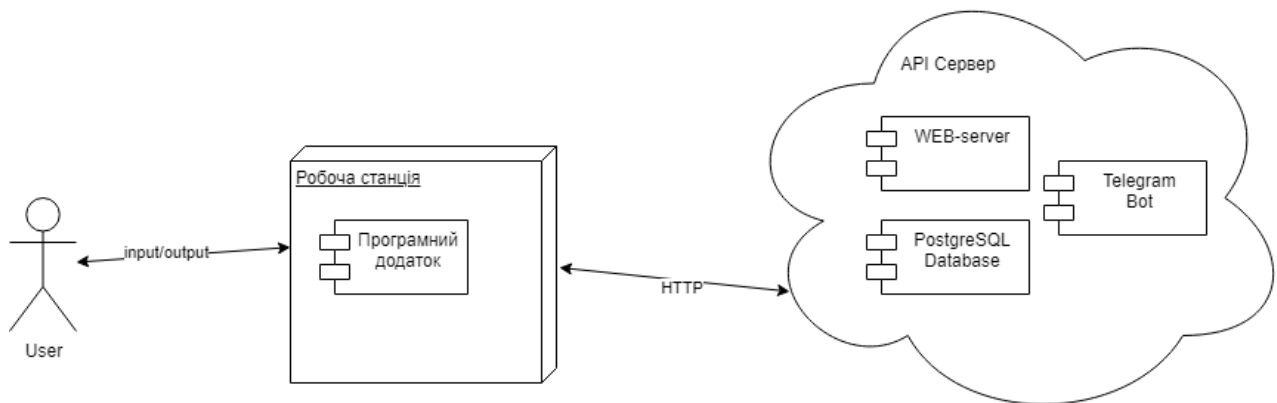 User
input/output
Робоча станція
Програмний
додаток
HTTP
API Сервер
WEB-server
Telegram
Bot
PostgreSQL
Database